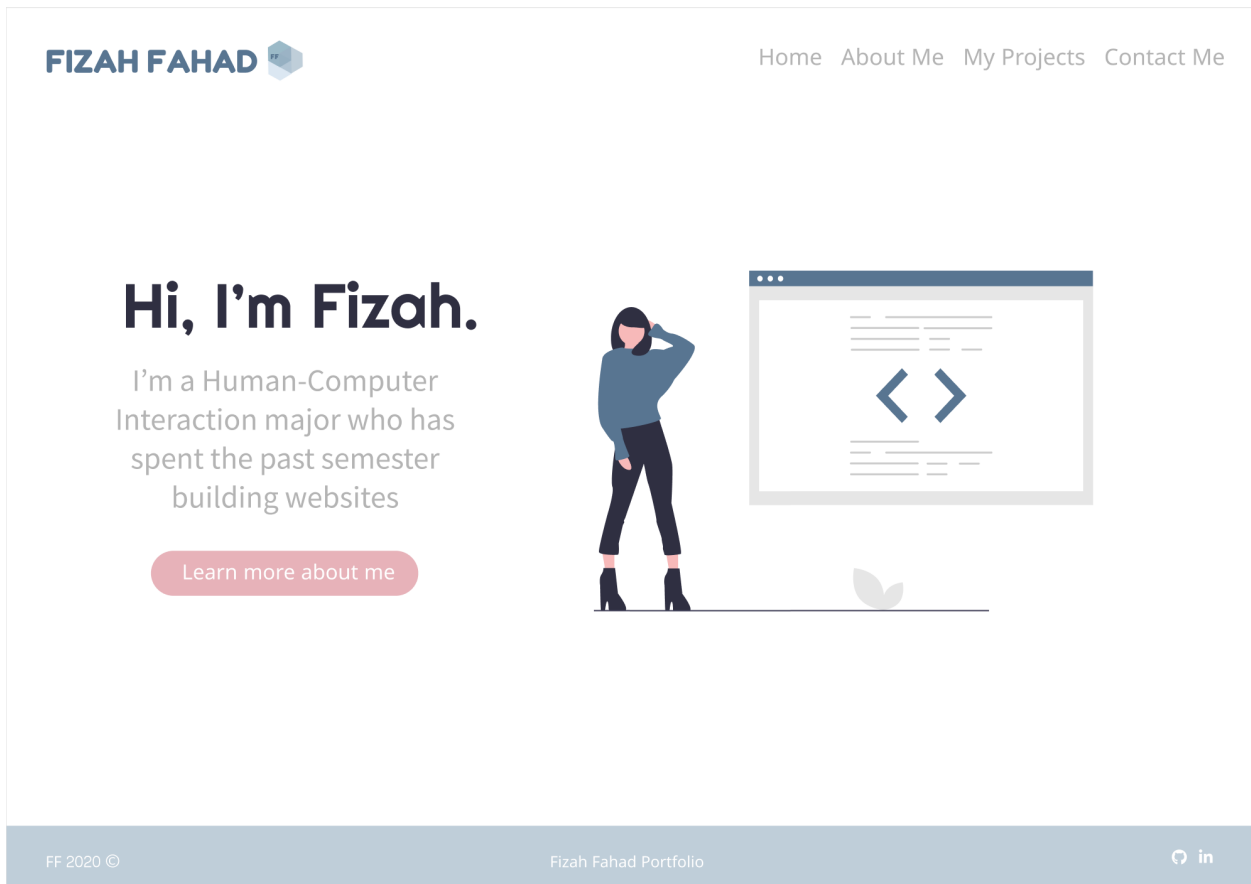 FIZAH FAHAD FF
Home About Me My Projects Contact Me
Hi, I’m Fizah.
I’m a Human-Computer
Interaction major who has
spent the past semester
building websites
Learn more about me
< >
FF 2020 © Fizah Fahad Portfolio in